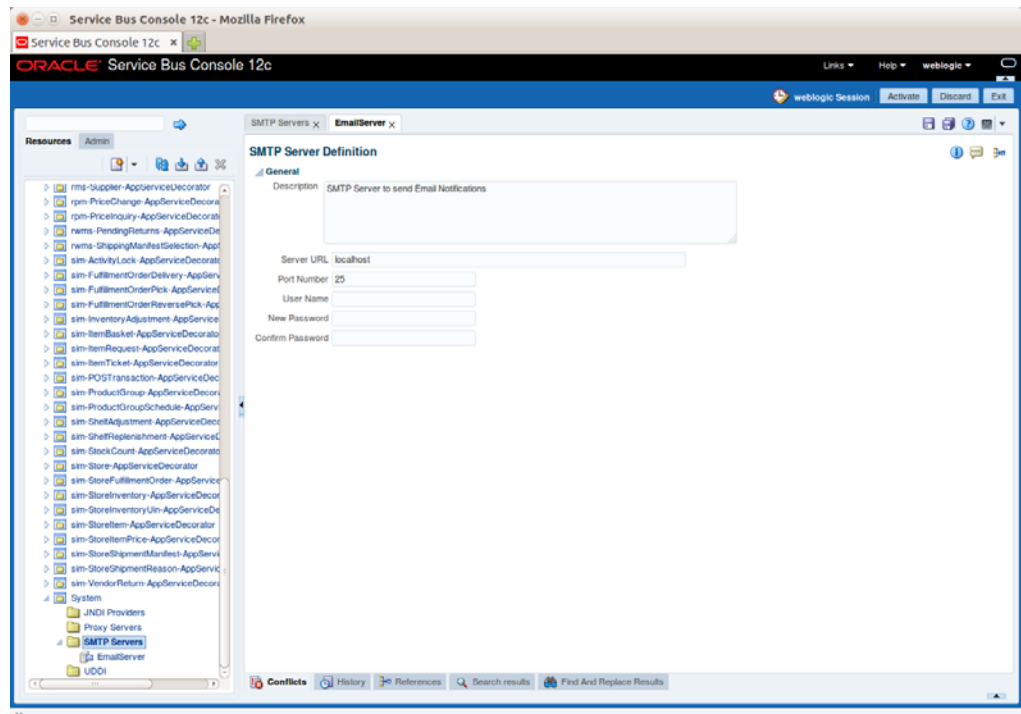 Service Bus Console 12c - Mozilla Firefox
Service Bus Console 12c
ORACLE Service Bus Console 12c
Links
Help
weblogic
weblogic Session
Activate
Discard
Exit
Resources
Admin
rms-Supplier-AppServiceDecorator
rpm-PriceChange-AppServiceDecora
rpm-PriceInquiry-AppServiceDecorat
rwms-PendingReturns-AppServiceDe
rwms-ShippingManifestSelection-App
sim-ActivityLock-AppServiceDecorato
sim-FulfillmentOrderDelivery-AppServ
sim-FulfillmentOrderPick-AppService
sim-FulfillmentOrderReversePick-App
sim-InventoryAdjustment-AppService
sim-ItemBasket-AppServiceDecorato
sim-ItemRequest-AppServiceDecorat
sim-ItemTicket-AppServiceDecorator
sim-POSTransaction-AppServiceDec
sim-ProductGroup-AppServiceDecora
sim-ProductGroupSchedule-AppServi
sim-ShelfAdjustment-AppServiceDeco
sim-ShelfReplenishment-AppService
sim-StockCount-AppServiceDecorato
sim-Store-AppServiceDecorator
sim-StoreFulfillmentOrder-AppService
sim-StoreInventory-AppServiceDecor
sim-StoreInventoryUin-AppServiceDe
sim-StoreItem-AppServiceDecorator
sim-StoreItemPrice-AppServiceDecor
sim-StoreShipmentManifest-AppServi
sim-StoreShipmentReason-AppServic
sim-VendorReturn-AppServiceDecora
System
JNDI Providers
Proxy Servers
SMTP Servers
EmailServer
UDDI
SMTP Servers
EmailServer
SMTP Server Definition
General
Description SMTP Server to send Email Notifications
Server URL localhost
Port Number 25
User Name
New Password
Confirm Password
Conflicts
History
References
Search results
Find And Replace Results